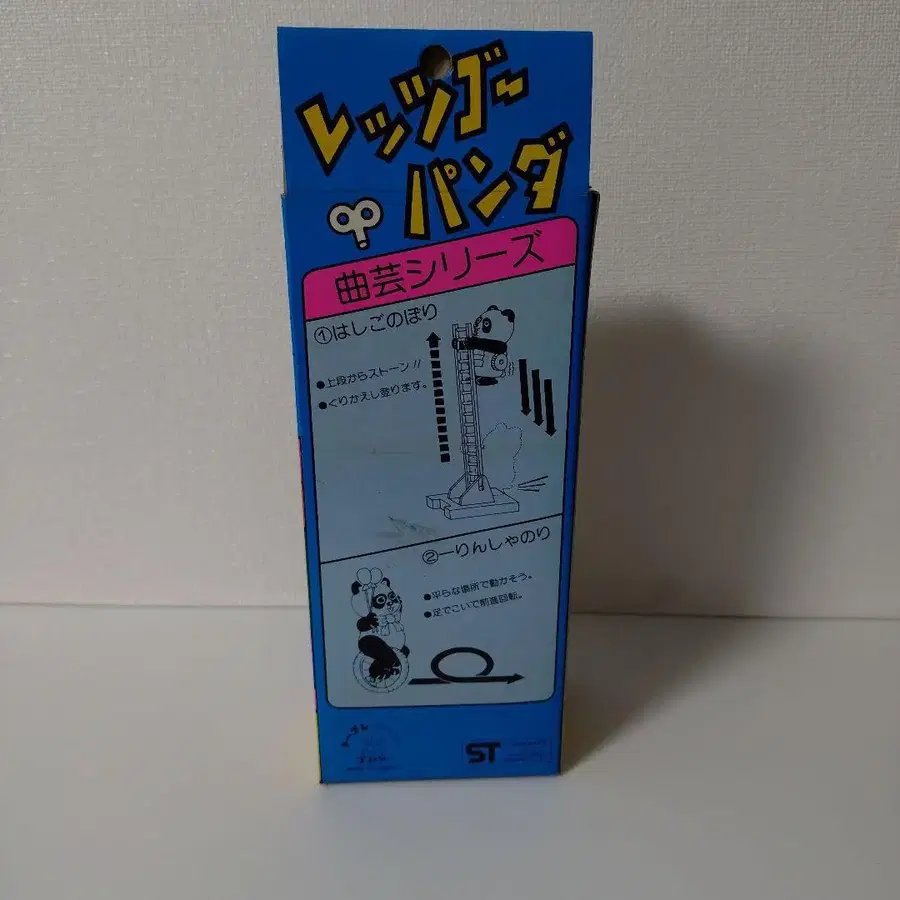 レッツゴー
パンダ
曲芸シリーズ
①はしごのぼり
●上段からストーン!!
●くりかえし登ります。
②一りんしゃのり
●平らな場所で動かそう。
●足でこいで前進回転。
ST